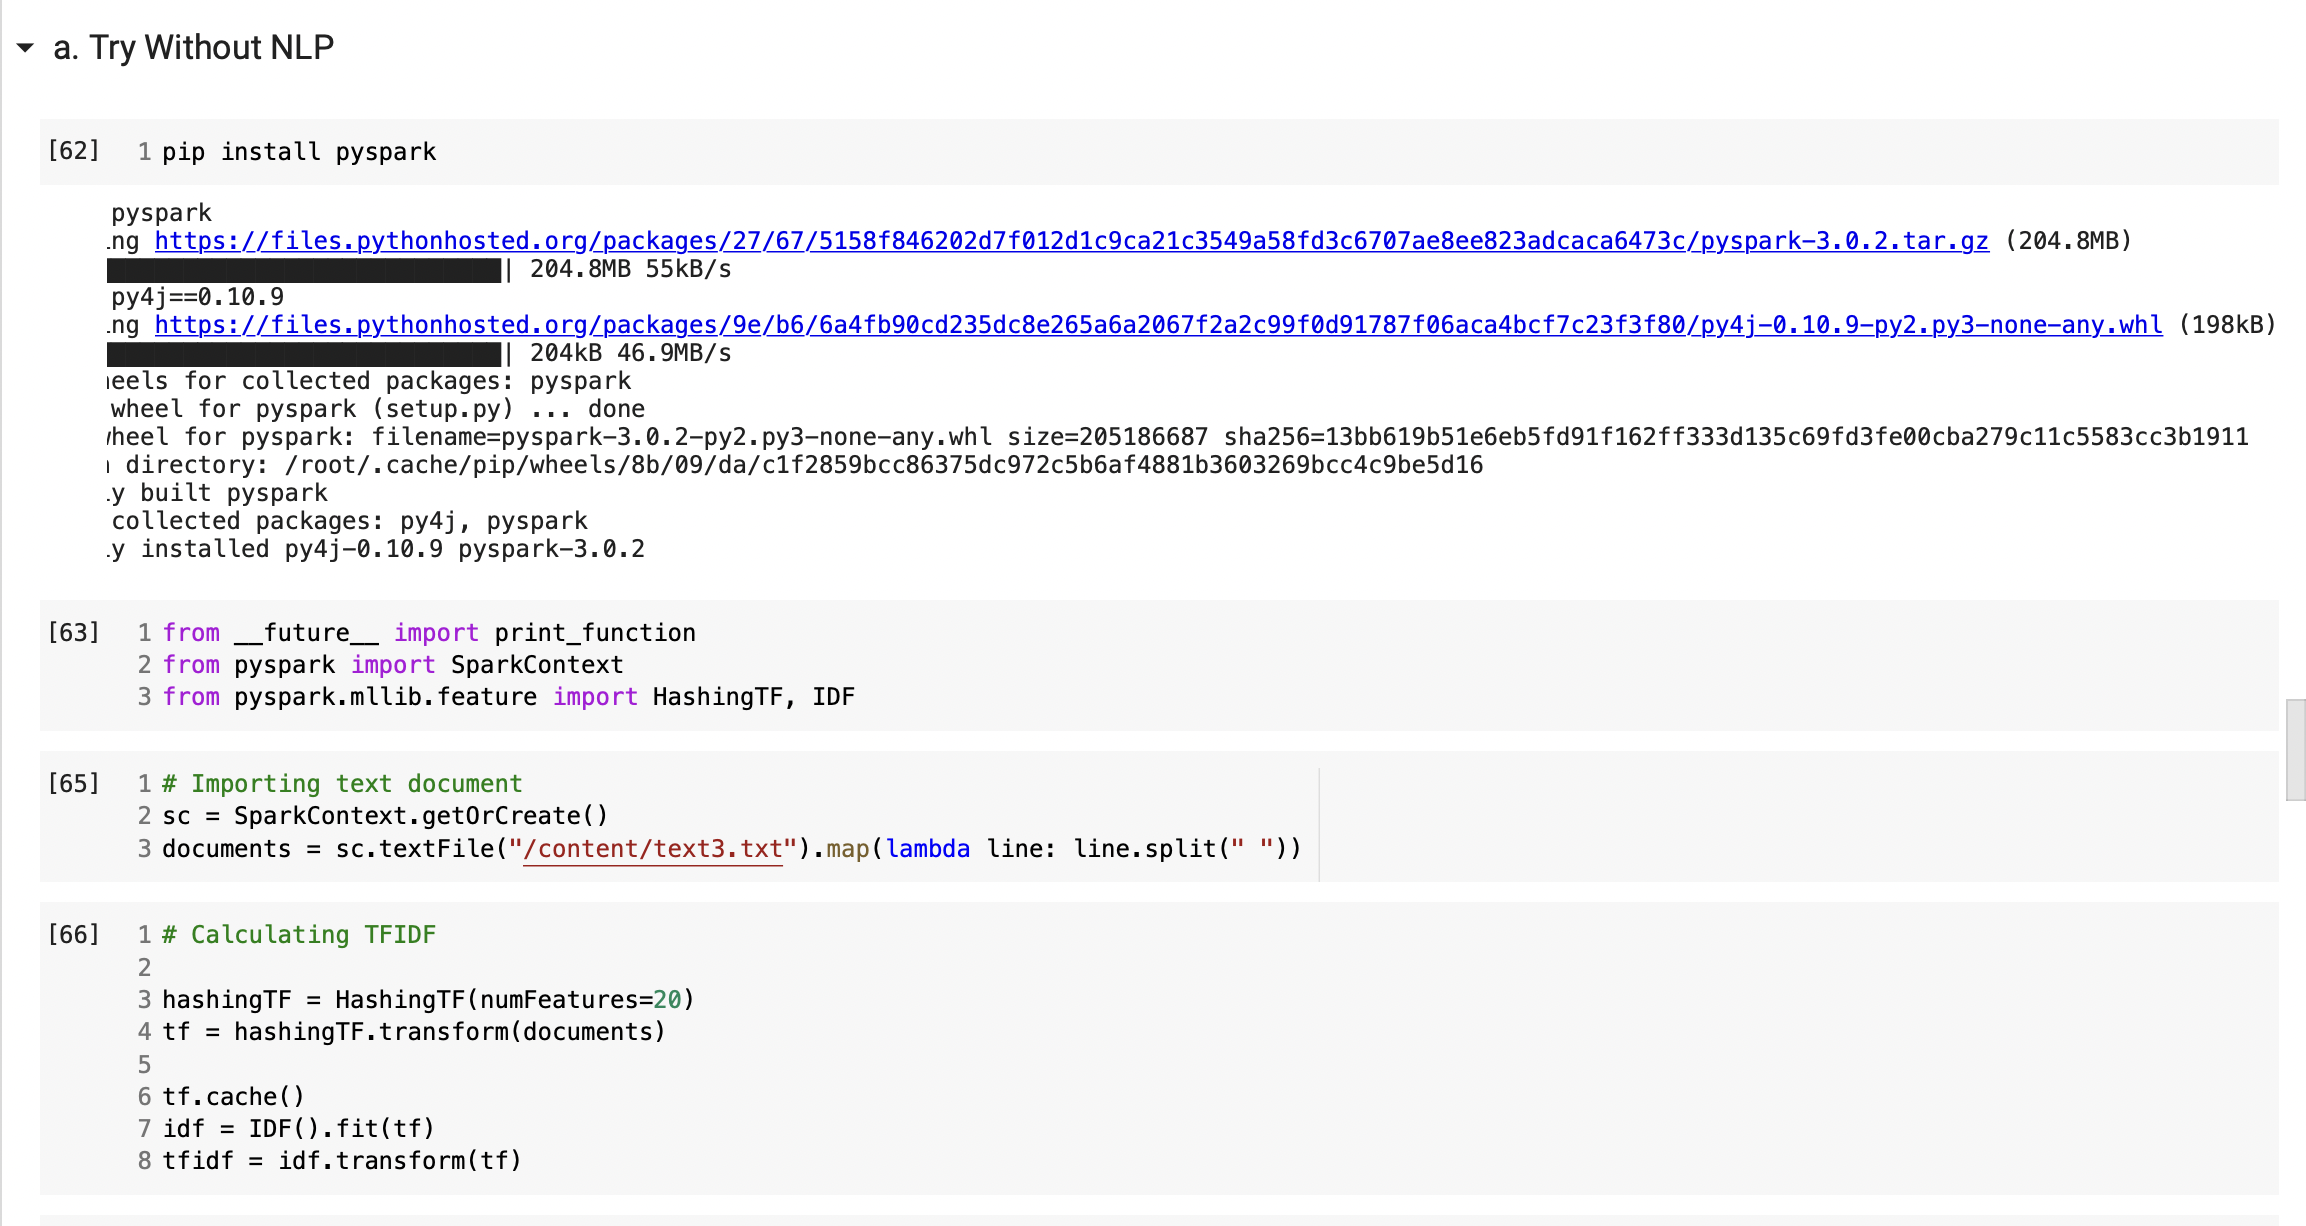 a. Try Without NLP
[62] 1 pip install pyspark
pyspark
ing https://files.pythonhosted.org/packages/27/67/5158f846202d7f012d1c9ca21c3549a58fd3c6707ae8ee823adcaca6473c/pyspark-3.0.2.tar.gz (204.8MB)
| 204.8MB 55kB/s
py4j==0.10.9
ing https://files.pythonhosted.org/packages/9e/b6/6a4fb90cd235dc8e265a6a2067f2a2c99f0d91787f06aca4bcf7c23f3f80/py4j-0.10.9-py2.py3-none-any.whl (198kB)
| 204kB 46.9MB/s
heels for collected packages: pyspark
wheel for pyspark (setup.py) ... done
wheel for pyspark: filename=pyspark-3.0.2-py2.py3-none-any.whl size=205186687 sha256=13bb619b51e6eb5fd91f162ff333d135c69fd3fe00cba279c11c5583cc3b1911
directory: /root/.cache/pip/wheels/8b/09/da/c1f2859bcc86375dc972c5b6af4881b3603269bcc4c9be5d16
ly built pyspark
collected packages: py4j, pyspark
ly installed py4j-0.10.9 pyspark-3.0.2
[63] 1 from __future__ import print_function
2 from pyspark import SparkContext
3 from pyspark.mllib.feature import HashingTF, IDF
[65] 1 # Importing text document
2 sc = SparkContext.getOrCreate()
3 documents = sc.textFile("/content/text3.txt").map(lambda line: line.split(" "))
[66] 1 # Calculating TFIDF
2
3 hashingTF = HashingTF(numFeatures=20)
4 tf = hashingTF.transform(documents)
5
6 tf.cache()
7 idf = IDF().fit(tf)
8 tfidf = idf.transform(tf)